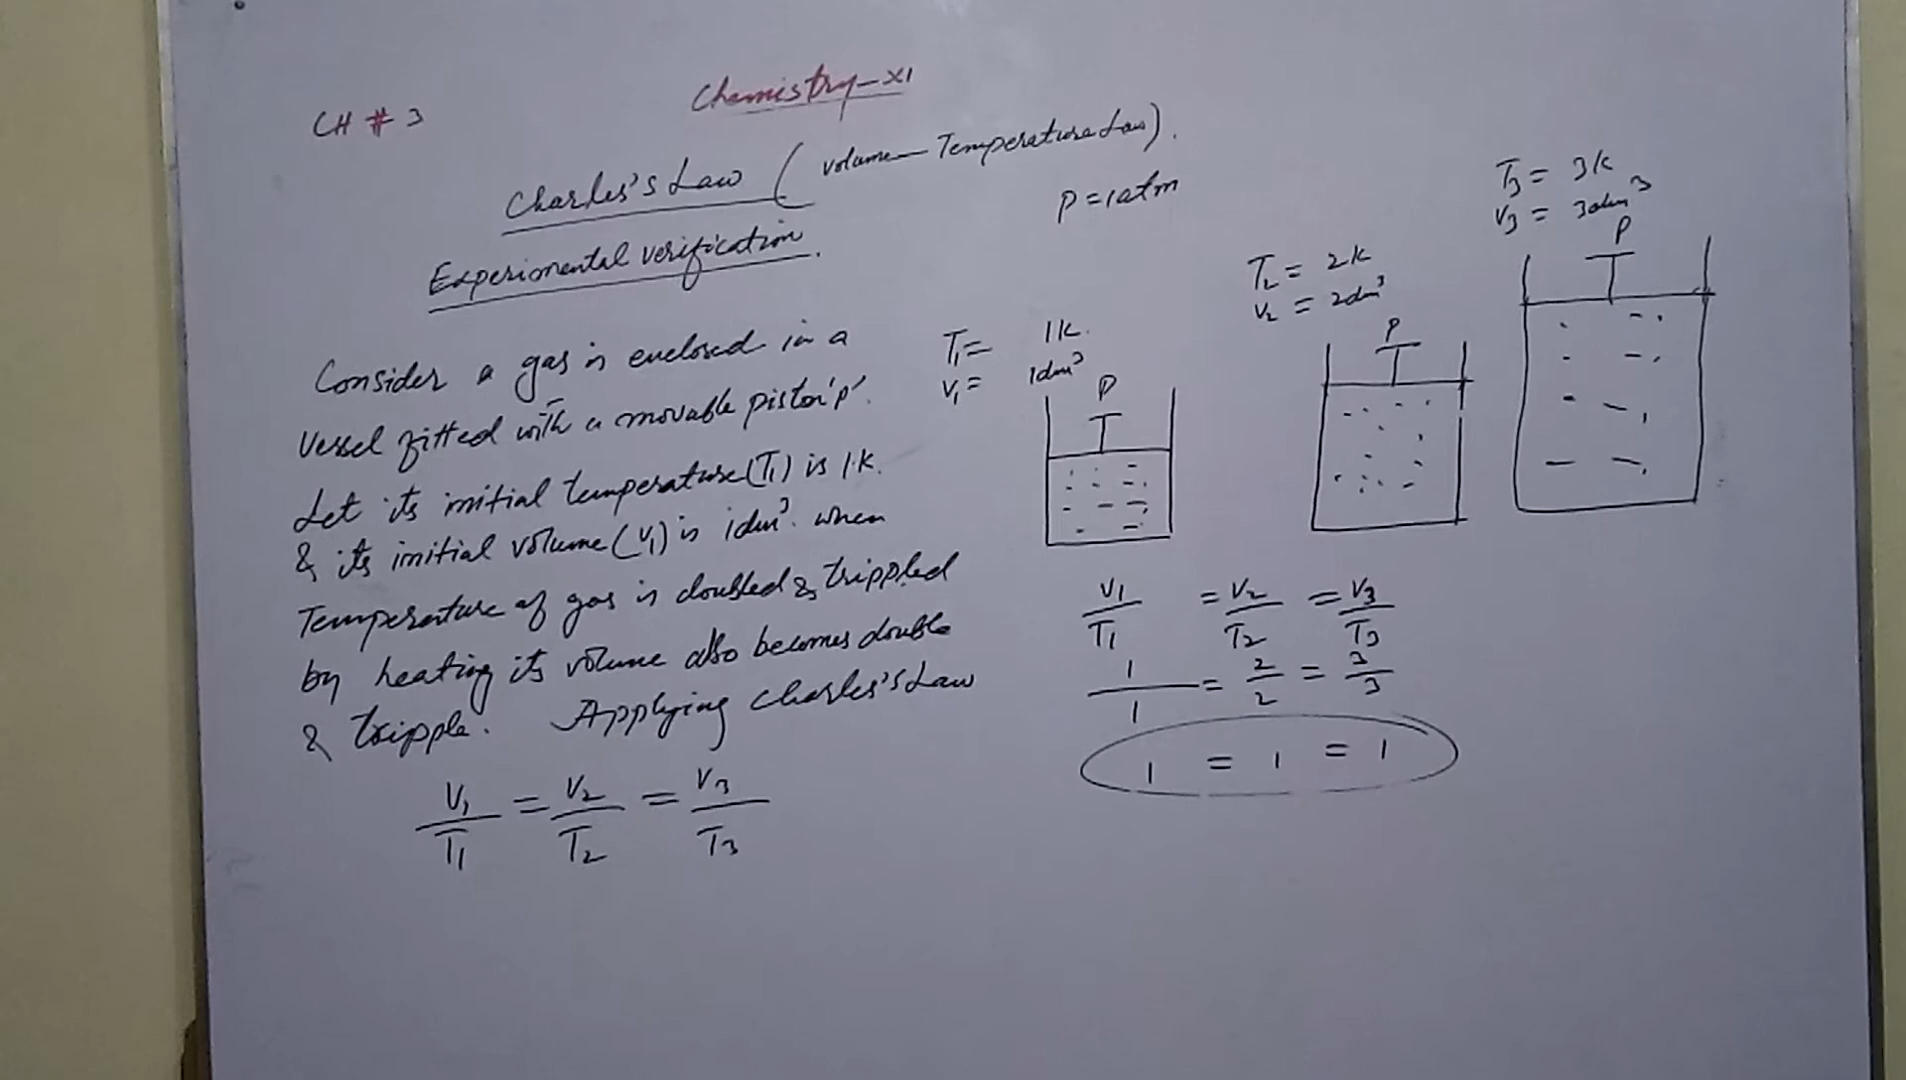 Chemistry-XI
CH # 3
Charles's Law ( volume - Temperature Law).
Experimental verification.
P = 1 atm
Consider a gas is enclosed in a
vessel fitted with a movable piston 'p'.
Let its initial temperature (T₁) is 1 K.
& its initial volume (V₁) is 1dm³. when
Temperature of gas is doubled & trippled
by heating its volume also becomes double
& tripple. Applying Charles's Law
V₁/T₁ = V₂/T₂ = V₃/T₃
T₁ = 1K.
V₁ = 1dm³
P
T₂ = 2K
V₂ = 2dm³
P
T₃ = 3K
V₃ = 3dm³
P
V₁/T₁ = V₂/T₂ = V₃/T₃
1/1 = 2/2 = 3/3
1 = 1 = 1